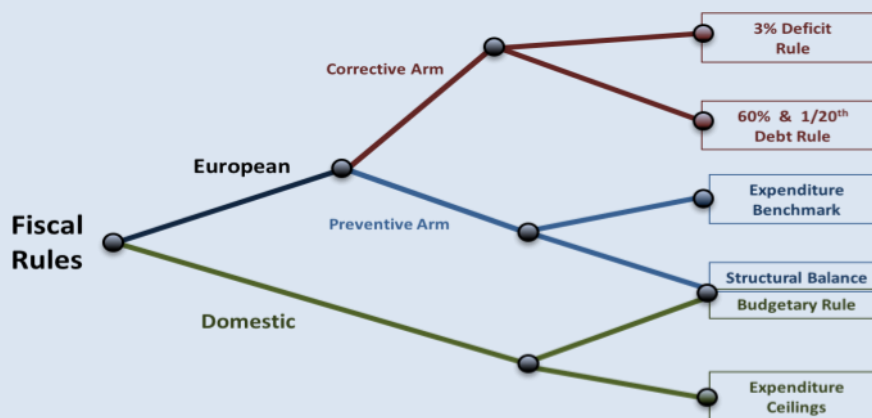 3% Deficit
Rule
Corrective Arm
60% & 1/20th
Debt Rule
European
Expenditure
Benchmark
Fiscal
Rules
Preventive Arm
Structural Balance
Budgetary Rule
Domestic
Expenditure
Ceilings